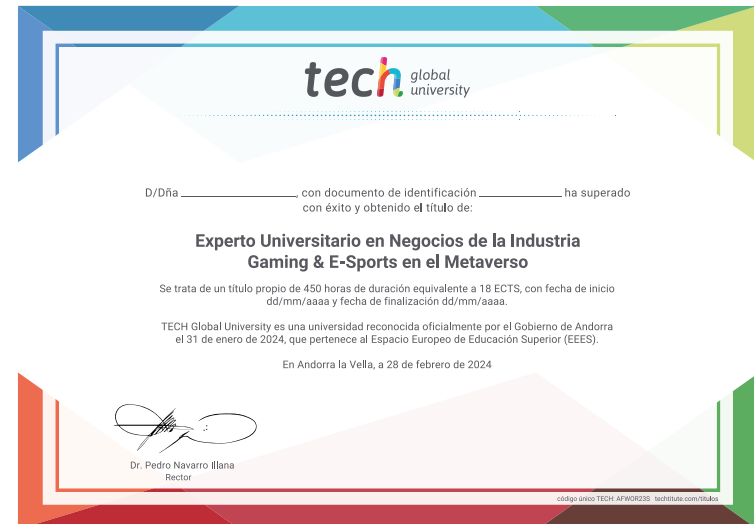 tech global university
D/Dña ____________________, con documento de identificación ______________ ha superado
con éxito y obtenido el título de:
Experto Universitario en Negocios de la Industria
Gaming & E-Sports en el Metaverso
Se trata de un título propio de 450 horas de duración equivalente a 18 ECTS, con fecha de inicio
dd/mm/aaaa y fecha de finalización dd/mm/aaaa.
TECH Global University es una universidad reconocida oficialmente por el Gobierno de Andorra
el 31 de enero de 2024, que pertenece al Espacio Europeo de Educación Superior (EEES).
En Andorra la Vella, a 28 de febrero de 2024
Dr. Pedro Navarro Illana
Rector
código único TECH: AFWOR23S techtitute.com/titulos